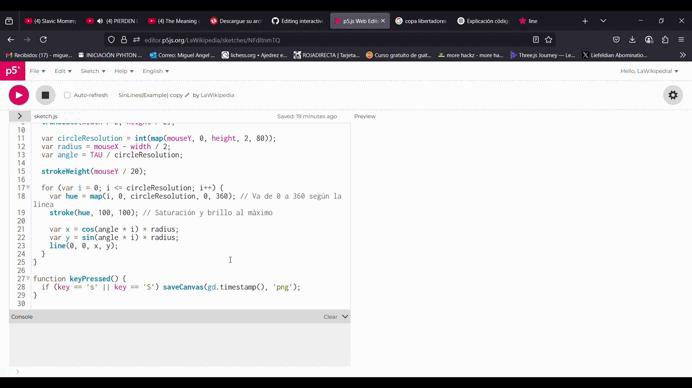 (4) Slavic Momm
(4) PIERDEN
(4) The Meaning
Descargue su arch
Editing interactive
p5.js Web Edit
copa libertadores
Explicación código
line
editor.p5js.org/LaWikipedia/sketches/NFdRtnmTQ
Recibidos (17) - migue...
INICIACIÓN PYHTON ...
Correo: Miguel Angel ...
lichess.org • Ajedrez e...
ROJADIRECTA | Tarjeta...
Curso gratuito de guit...
more hackz - more ha...
Three.js Journey — Le...
Liefeldian Abominatio...
p5*
File
Edit
Sketch
Help
English
Hello, LaWikipedia!
Auto-refresh
SinLines(Example) copy
by LaWikipedia
sketch.js
Saved: 19 minutes ago
Preview
10
11 var circleResolution = int(map(mouseY, 0, height, 2, 80));
12 var radius = mouseX - width / 2;
13 var angle = TAU / circleResolution;
14
15 strokeWeight(mouseY / 20);
16
17 for (var i = 0; i <= circleResolution; i++) {
18 var hue = map(i, 0, circleResolution, 0, 360); // Va de 0 a 360 según la
linea
19 stroke(hue, 100, 100); // Saturación y brillo al máximo
20
21 var x = cos(angle * i) * radius;
22 var y = sin(angle * i) * radius;
23 line(0, 0, x, y);
24 }
25 }
26
27 function keyPressed() {
28 if (key == 's' || key == 'S') saveCanvas(gd.timestamp(), 'png');
29 }
30
Console
Clear